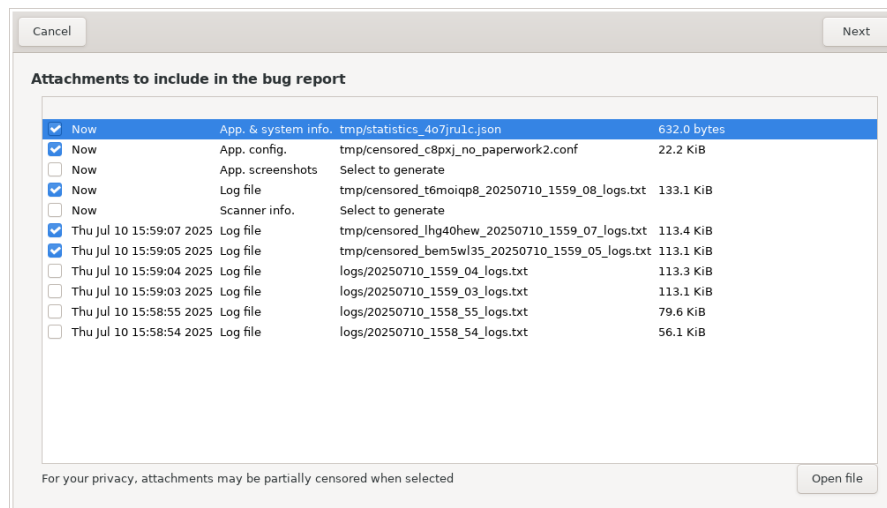 Cancel Next
Attachments to include in the bug report
Now App. & system info. tmp/statistics_4o7jru1c.json 632.0 bytes
Now App. config. tmp/censored_c8pxj_no_paperwork2.conf 22.2 KiB
Now App. screenshots Select to generate
Now Log file tmp/censored_t6moiqp8_20250710_1559_08_logs.txt 133.1 KiB
Now Scanner info. Select to generate
Thu Jul 10 15:59:07 2025 Log file tmp/censored_lhg40hew_20250710_1559_07_logs.txt 113.4 KiB
Thu Jul 10 15:59:05 2025 Log file tmp/censored_bem5wl35_20250710_1559_05_logs.txt 113.1 KiB
Thu Jul 10 15:59:04 2025 Log file logs/20250710_1559_04_logs.txt 113.3 KiB
Thu Jul 10 15:59:03 2025 Log file logs/20250710_1559_03_logs.txt 113.1 KiB
Thu Jul 10 15:58:55 2025 Log file logs/20250710_1558_55_logs.txt 79.6 KiB
Thu Jul 10 15:58:54 2025 Log file logs/20250710_1558_54_logs.txt 56.1 KiB
For your privacy, attachments may be partially censored when selected Open file